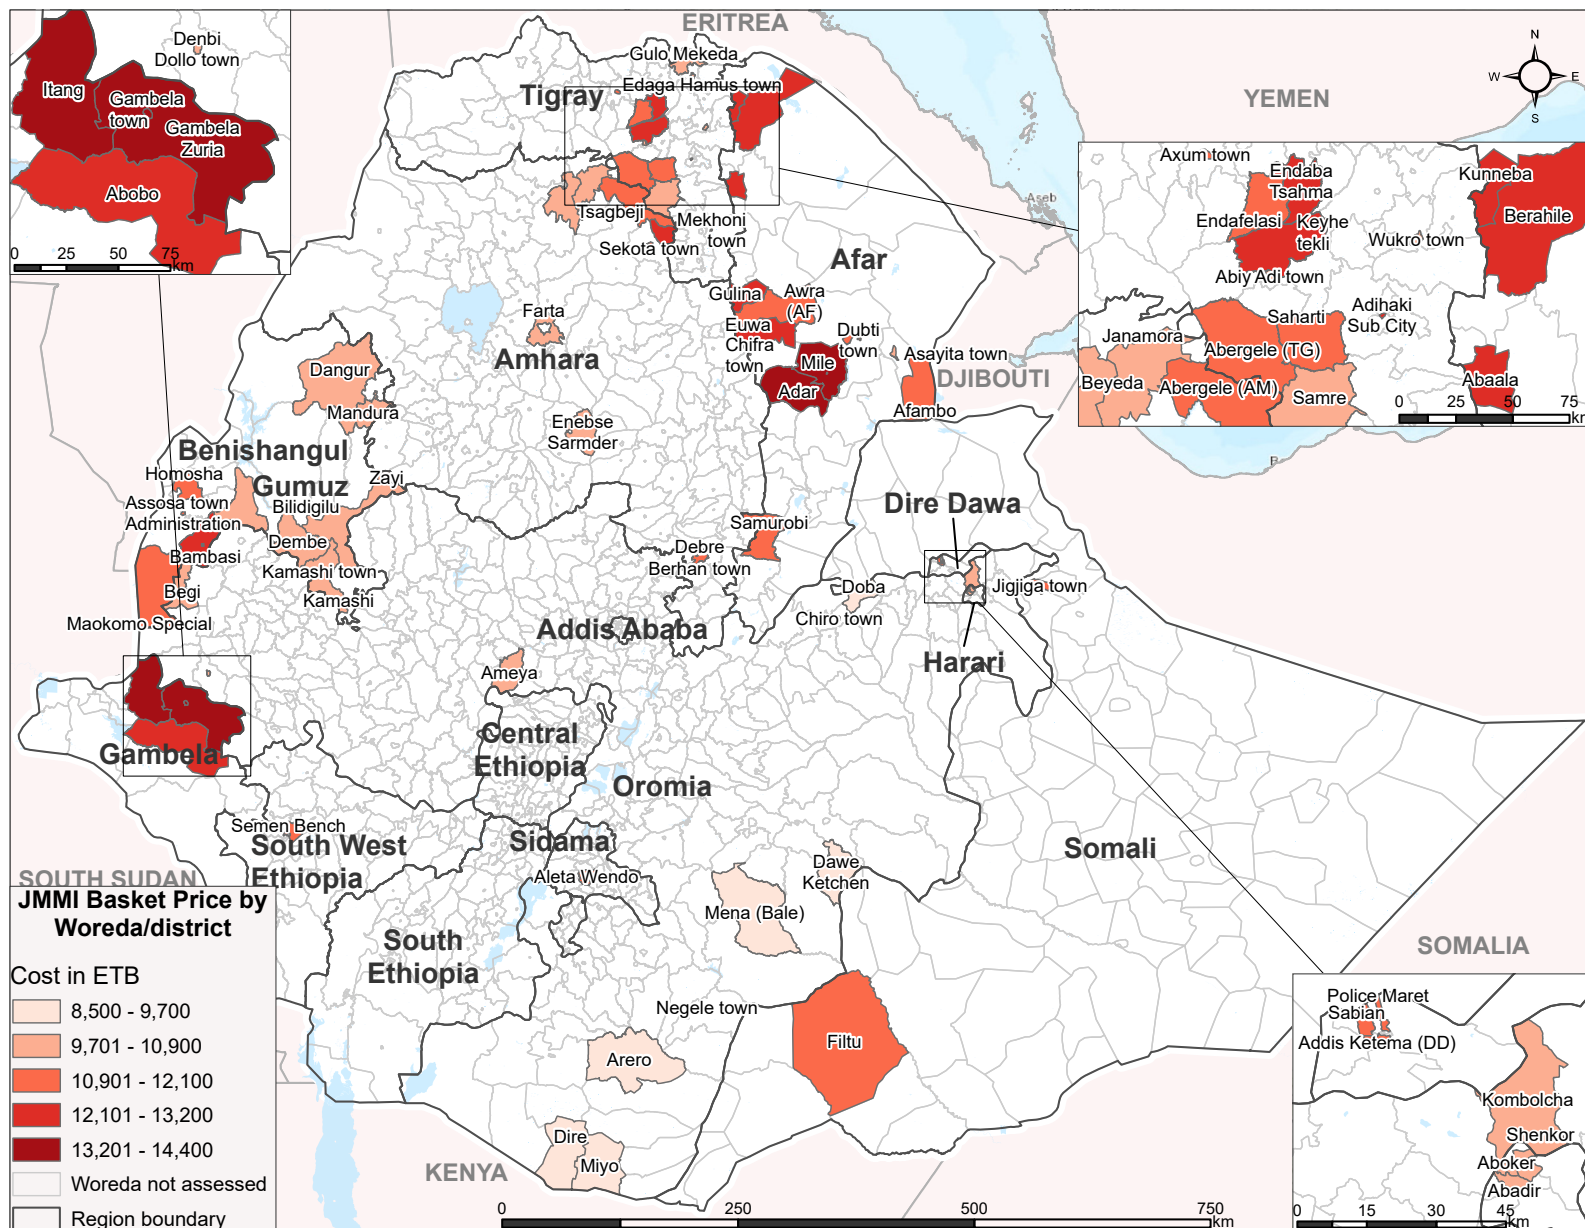 ERITREA
YEMEN
DJIBOUTI
SOMALIA
KENYA
SOUTH SUDAN
Aseb
N
W
E
S
Denbi
Dollo town
Itang
Gambela
town
Gambela
Zuria
Abobo
0 25 50 75
km
Gulo Mekeda
Edaga Hamus town
Tigray
Tsagbeji
Mekhoni
town
Sekota town
Afar
Gulina
Awra
(AF)
Euwa
Chifra
town
Dubti
town
Mile
Adar
Asayita town
Afambo
Farta
Amhara
Dangur
Mandura
Enebse
Sarmder
Benishangul
Gumuz
Homosha
Zayi
Assosa town
Administration
Bilidigilu
Dembe
Bambasi
Kamashi town
Begi
Kamashi
Maokomo Special
Samurobi
Debre
Berhan town
Dire Dawa
Doba
Chiro town
Jigjiga town
Harari
Addis Ababa
Ameya
Gambela
Central
Ethiopia
Oromia
Semen Bench
South West
Ethiopia
Sidama
Aleta Wendo
Somali
Dawe
Ketchen
Mena (Bale)
South
Ethiopia
Negele town
Filtu
Arero
Dire
Miyo
Axum town
Endaba
Tsahma
Kunneba
Berahile
Endafelasi
Keyhe
tekli
Wukro town
Abiy Adi town
Adihaki
Sub City
Saharti
Janamora
Abergele (TG)
Beyeda
Abergele (AM)
Samre
Abaala
0 25 50 75
km
Police Maret
Sabian
Addis Ketema (DD)
Kombolcha
Shenkor
Aboker
Abadir
0 15 30 45
km
JMMI Basket Price by
Woreda/district
Cost in ETB
8,500 - 9,700
9,701 - 10,900
10,901 - 12,100
12,101 - 13,200
13,201 - 14,400
Woreda not assessed
Region boundary
0 250 500 750
km